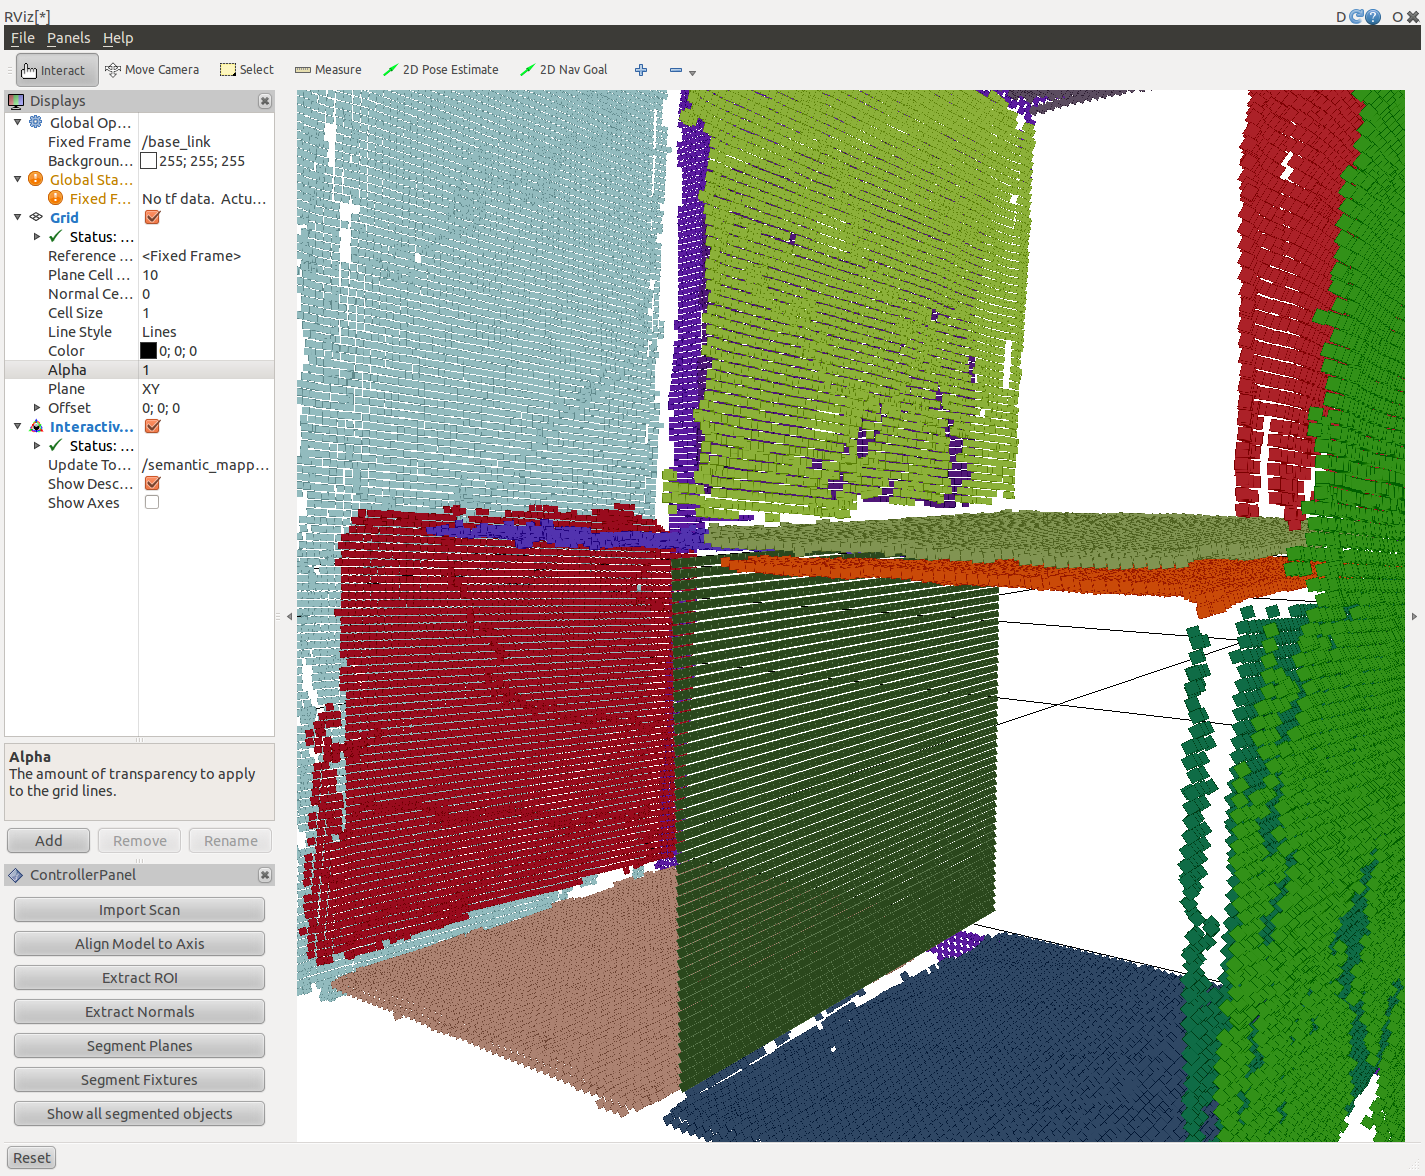 RViz[*]
D O
File Panels Help
Interact Move Camera Select Measure 2D Pose Estimate 2D Nav Goal
Displays
Global Op...
Fixed Frame /base_link
Backgroun... 255; 255; 255
Global Sta...
Fixed F... No tf data. Actu...
Grid
Status: ...
Reference ... <Fixed Frame>
Plane Cell ... 10
Normal Ce... 0
Cell Size 1
Line Style Lines
Color 0; 0; 0
Alpha 1
Plane XY
Offset 0; 0; 0
Interactiv...
Status: ...
Update To... /semantic_mapp...
Show Desc...
Show Axes
Alpha
The amount of transparency to apply
to the grid lines.
Add Remove Rename
ControllerPanel
Import Scan
Align Model to Axis
Extract ROI
Extract Normals
Segment Planes
Segment Fixtures
Show all segmented objects
Reset